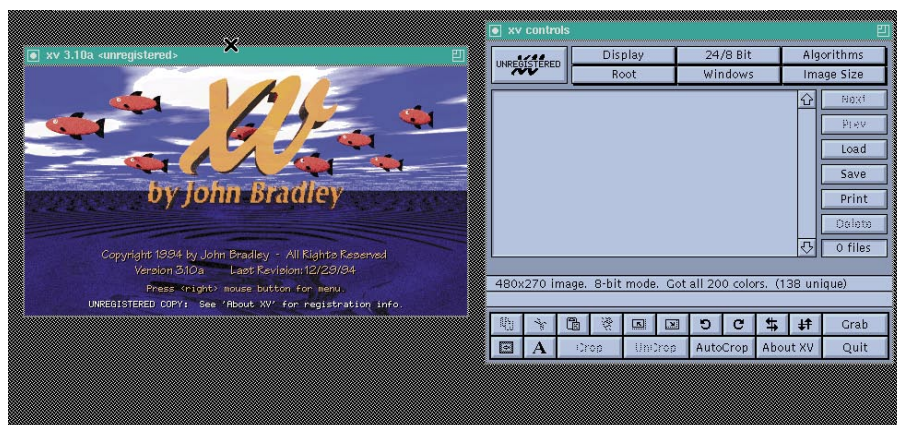 xv 3.10a <unregistered>
xv
by John Bradley
Copyright 1994 by John Bradley - All Rights Reserved
Version 3.10a Last Revision: 12/29/94
Press <right> mouse button for menu.
UNREGISTERED COPY: See 'About XV' for registration info.
xv controls
UNREGISTERED
Display
24/8 Bit
Algorithms
Root
Windows
Image Size
Next
Prev
Load
Save
Print
Delete
0 files
480x270 image. 8-bit mode. Got all 200 colors. (138 unique)
Grab
A
Crop
UnCrop
AutoCrop
About XV
Quit